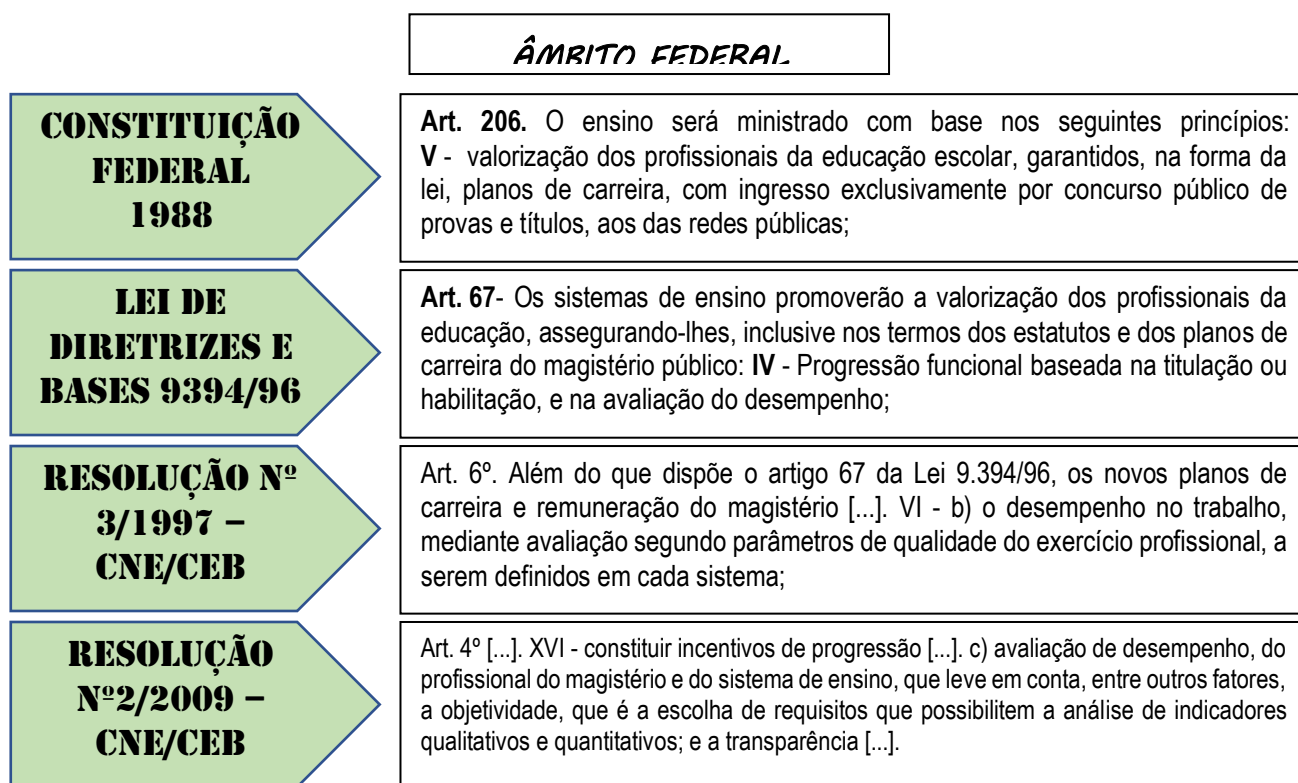 ÂMBITO FEDERAL
CONSTITUIÇÃO
FEDERAL
1988
Art. 206. O ensino será ministrado com base nos seguintes princípios:
V - valorização dos profissionais da educação escolar, garantidos, na forma da
lei, planos de carreira, com ingresso exclusivamente por concurso público de
provas e títulos, aos das redes públicas;
LEI DE
DIRETRIZES E
BASES 9394/96
Art. 67- Os sistemas de ensino promoverão a valorização dos profissionais da
educação, assegurando-lhes, inclusive nos termos dos estatutos e dos planos de
carreira do magistério público: IV - Progressão funcional baseada na titulação ou
habilitação, e na avaliação do desempenho;
RESOLUÇÃO Nº
3/1997 –
CNE/CEB
Art. 6º. Além do que dispõe o artigo 67 da Lei 9.394/96, os novos planos de
carreira e remuneração do magistério [...]. VI - b) o desempenho no trabalho,
mediante avaliação segundo parâmetros de qualidade do exercício profissional, a
serem definidos em cada sistema;
RESOLUÇÃO
Nº2/2009 –
CNE/CEB
Art. 4º [...]. XVI - constituir incentivos de progressão [...]. c) avaliação de desempenho, do
profissional do magistério e do sistema de ensino, que leve em conta, entre outros fatores,
a objetividade, que é a escolha de requisitos que possibilitem a análise de indicadores
qualitativos e quantitativos; e a transparência [...].